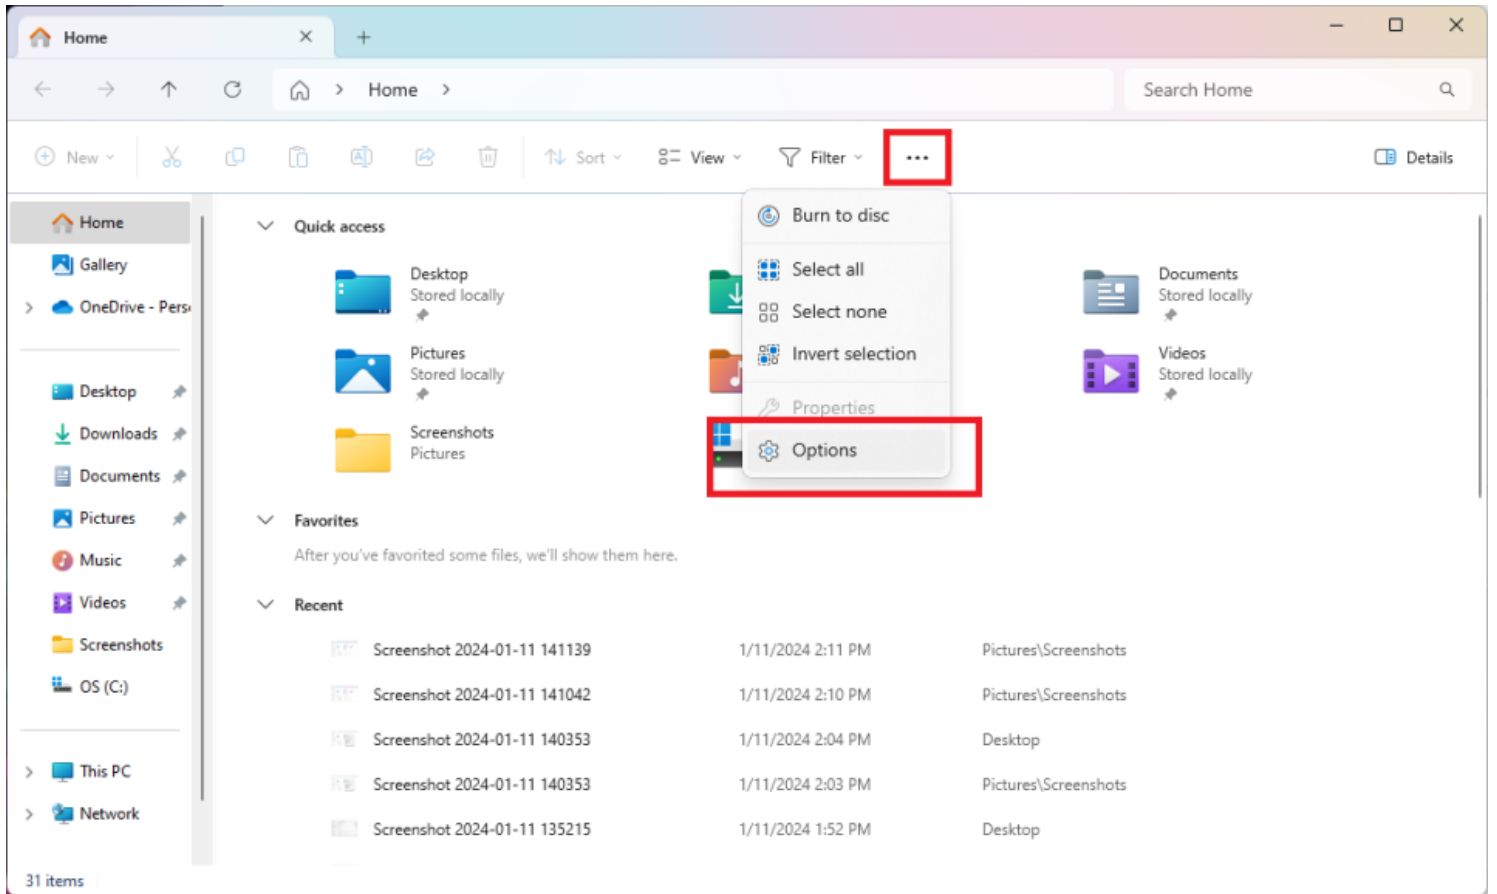 Home
Home
Search Home
New
Sort
View
Filter
Details
Home
Gallery
OneDrive - Pers
Desktop
Downloads
Documents
Pictures
Music
Videos
Screenshots
OS (C:)
This PC
Network
Quick access
Desktop
Stored locally
Documents
Stored locally
Pictures
Stored locally
Videos
Stored locally
Screenshots
Pictures
Burn to disc
Select all
Select none
Invert selection
Properties
Options
Favorites
After you've favorited some files, we'll show them here.
Recent
Screenshot 2024-01-11 141139 1/11/2024 2:11 PM Pictures\Screenshots
Screenshot 2024-01-11 141042 1/11/2024 2:10 PM Pictures\Screenshots
Screenshot 2024-01-11 140353 1/11/2024 2:04 PM Desktop
Screenshot 2024-01-11 140353 1/11/2024 2:03 PM Pictures\Screenshots
Screenshot 2024-01-11 135215 1/11/2024 1:52 PM Desktop
31 items